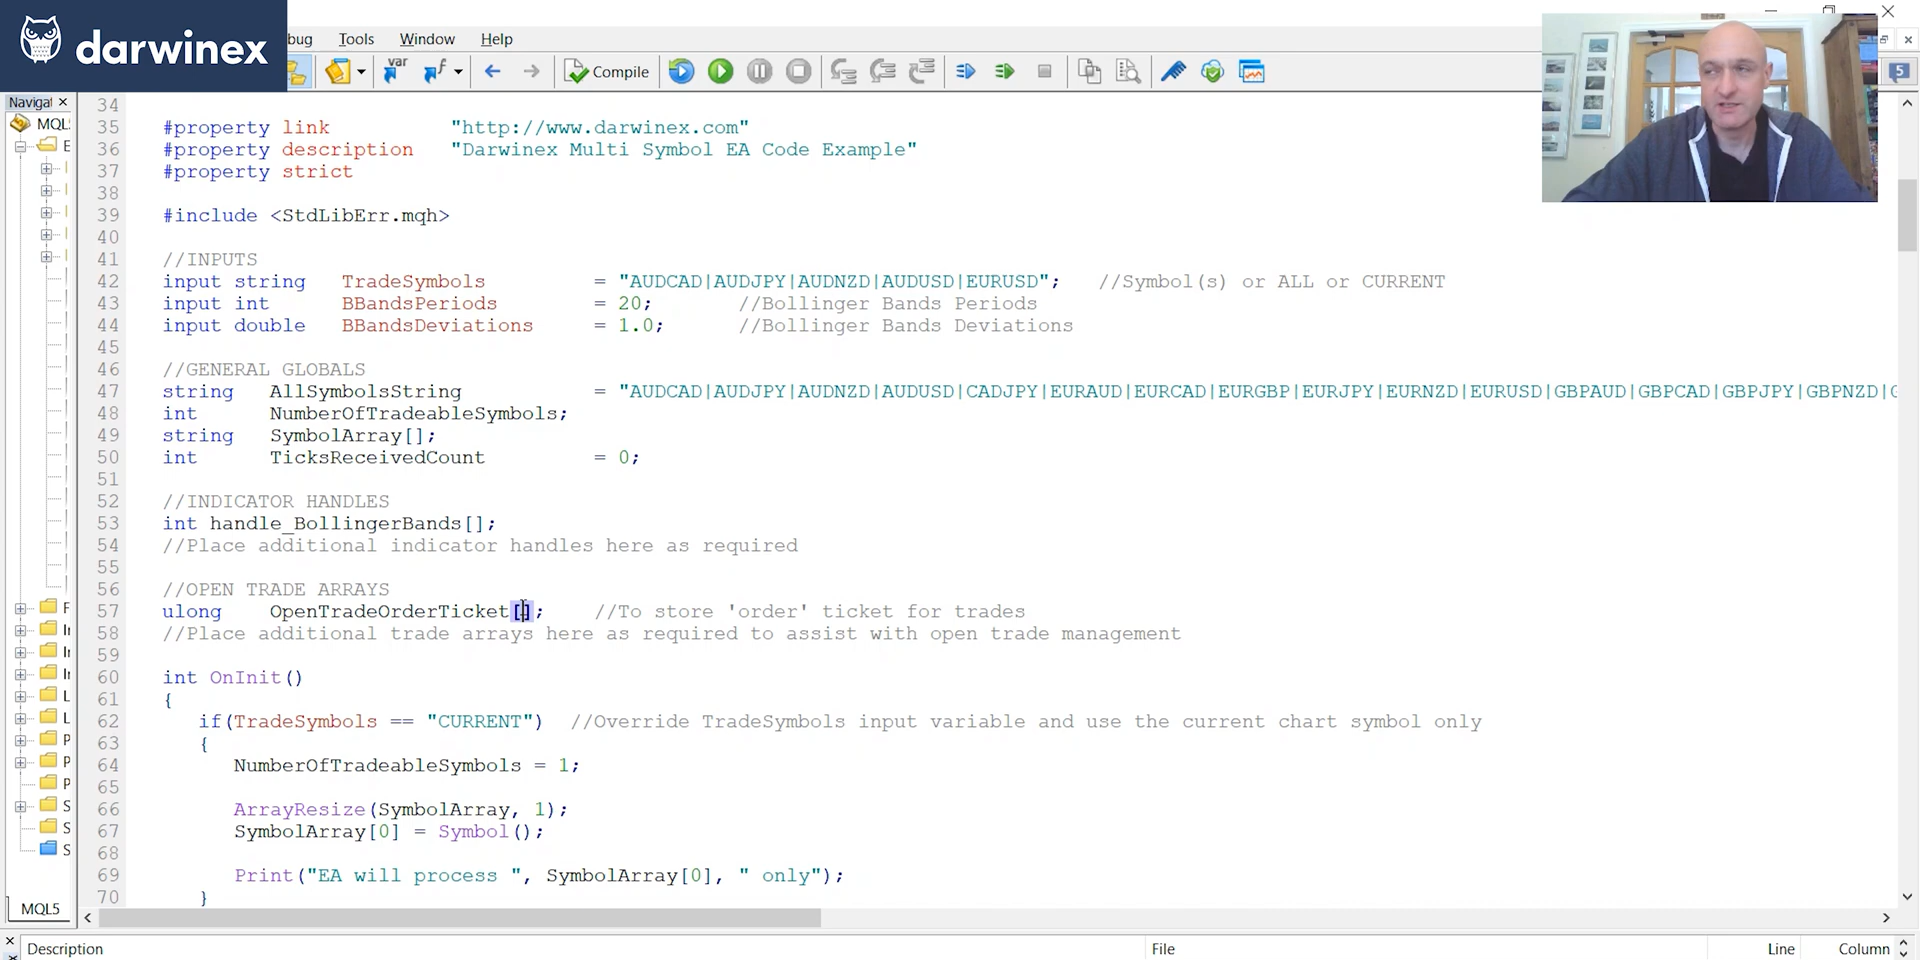 darwinex
bug Tools Window Help
var f Compile 5
Navigat
MQL5
34
35 #property link "http://www.darwinex.com"
36 #property description "Darwinex Multi Symbol EA Code Example"
37 #property strict
38
39 #include <StdLibErr.mqh>
40
41 //INPUTS
42 input string TradeSymbols = "AUDCAD|AUDJPY|AUDNZD|AUDUSD|EURUSD"; //Symbol(s) or ALL or CURRENT
43 input int BBandsPeriods = 20; //Bollinger Bands Periods
44 input double BBandsDeviations = 1.0; //Bollinger Bands Deviations
45
46 //GENERAL GLOBALS
47 string AllSymbolsString = "AUDCAD|AUDJPY|AUDNZD|AUDUSD|CADJPY|EURAUD|EURCAD|EURGBP|EURJPY|EURNZD|EURUSD|GBPAUD|GBPCAD|GBPJPY|GBPNZD|
48 int NumberOfTradeableSymbols;
49 string SymbolArray[];
50 int TicksReceivedCount = 0;
51
52 //INDICATOR HANDLES
53 int handle_BollingerBands[];
54 //Place additional indicator handles here as required
55
56 //OPEN TRADE ARRAYS
57 ulong OpenTradeOrderTicket[]; //To store 'order' ticket for trades
58 //Place additional trade arrays here as required to assist with open trade management
59
60 int OnInit()
61 {
62 if(TradeSymbols == "CURRENT") //Override TradeSymbols input variable and use the current chart symbol only
63 {
64 NumberOfTradeableSymbols = 1;
65
66 ArrayResize(SymbolArray, 1);
67 SymbolArray[0] = Symbol();
68
69 Print("EA will process ", SymbolArray[0], " only");
70 }
MQL5
Description File Line Column